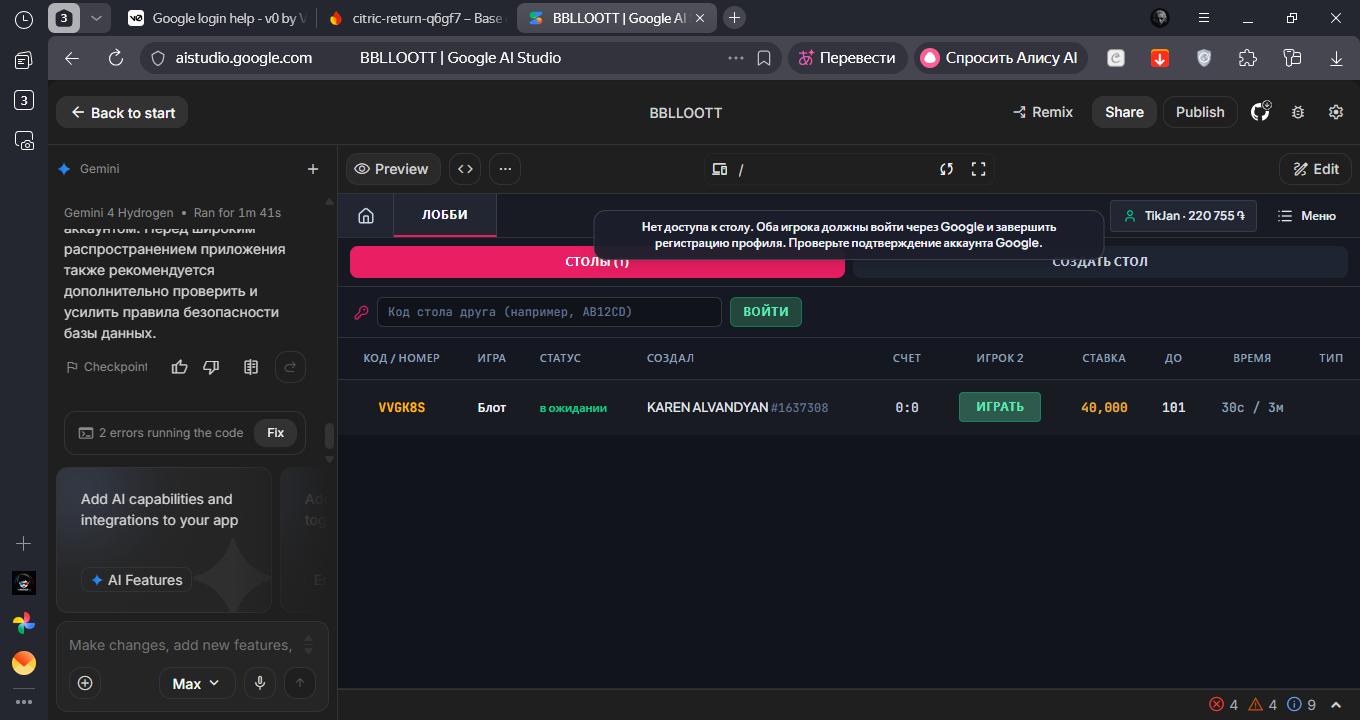 3
Google login help - v0 by V
citric-return-q6gf7 – Base
BBLLOOTT | Google AI S
aistudio.google.com
BBLLOOTT | Google AI Studio
Перевести
Спросить Алису AI
3
Back to start
BBLLOOTT
Remix
Share
Publish
Gemini
Preview
/
Edit
Gemini 4 Hydrogen • Ran for 1m 41s
аккаунтом. Перед широким
распространением приложения
также рекомендуется
дополнительно проверить и
усилить правила безопасности
базы данных.
Checkpoint
2 errors running the code
Fix
Add AI capabilities and
integrations to your app
AI Features
Make changes, add new features,
Max
ЛОББИ
Нет доступа к столу. Оба игрока должны войти через Google и завершить
регистрацию профиля. Проверьте подтверждение аккаунта Google.
TikJan · 220 755 ֏
Меню
СТОЛЫ (1)
СОЗДАТЬ СТОЛ
Код стола друга (например, AB12CD)
ВОЙТИ
КОД / НОМЕР ИГРА СТАТУС СОЗДАЛ СЧЕТ ИГРОК 2 СТАВКА ДО ВРЕМЯ ТИП
VVGK8S Блот в ожидании KAREN ALVANDYAN #1637308 0:0 ИГРАТЬ 40,000 101 30с / 3м
4 4 9